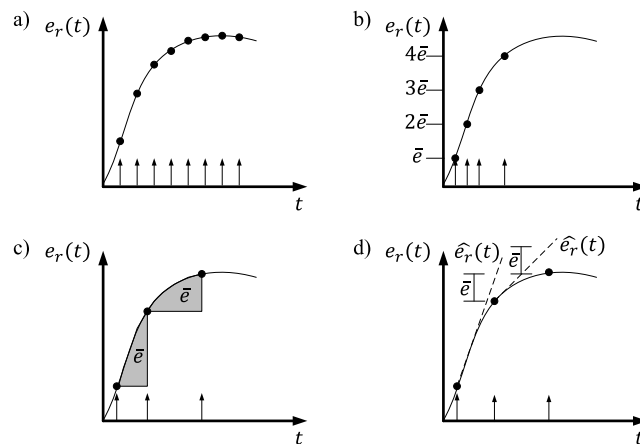 a)
e_r(t)
t
b)
e_r(t)
4ē
3ē
2ē
ē
t
c)
e_r(t)
ē
ē
t
d)
e_r(t)
ê_r(t)
ê_r(t)
ē
ē
t